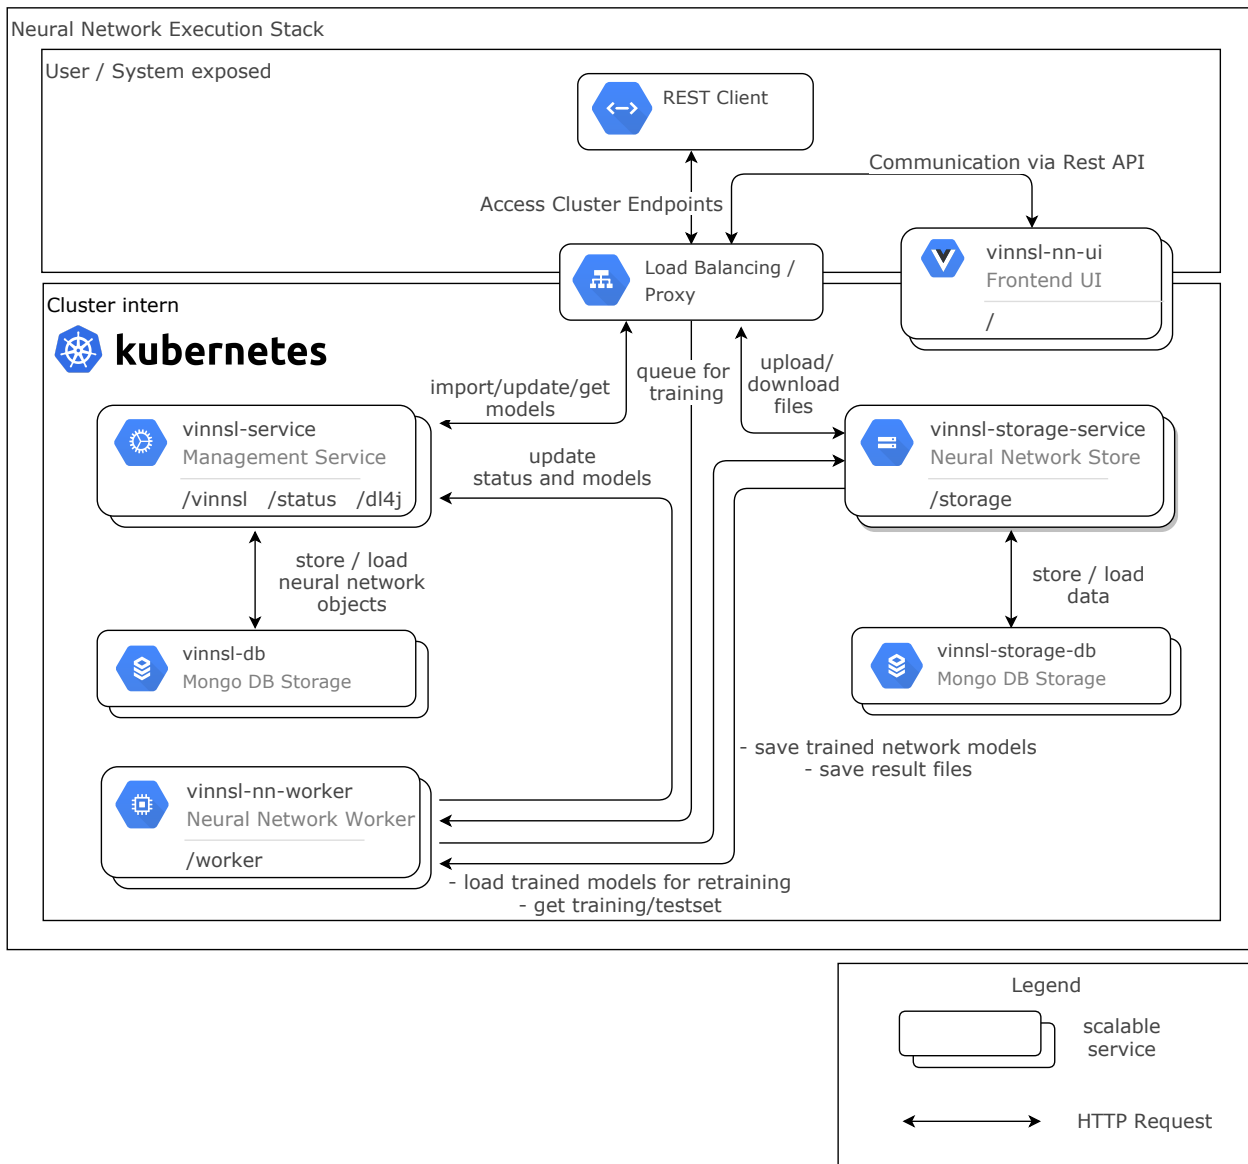 Neural Network Execution Stack
User / System exposed
REST Client
Communication via Rest API
Access Cluster Endpoints
vinnsl-nn-ui
Frontend UI
/
Load Balancing /
Proxy
Cluster intern
kubernetes
import/update/get
models
queue for
training
upload/
download
files
vinnsl-service
Management Service
/vinnsl /status /dl4j
update
status and models
vinnsl-storage-service
Neural Network Store
/storage
store / load
neural network
objects
store / load
data
vinnsl-db
Mongo DB Storage
vinnsl-storage-db
Mongo DB Storage
- save trained network models
- save result files
vinnsl-nn-worker
Neural Network Worker
/worker
- load trained models for retraining
- get training/testset
Legend
scalable
service
HTTP Request